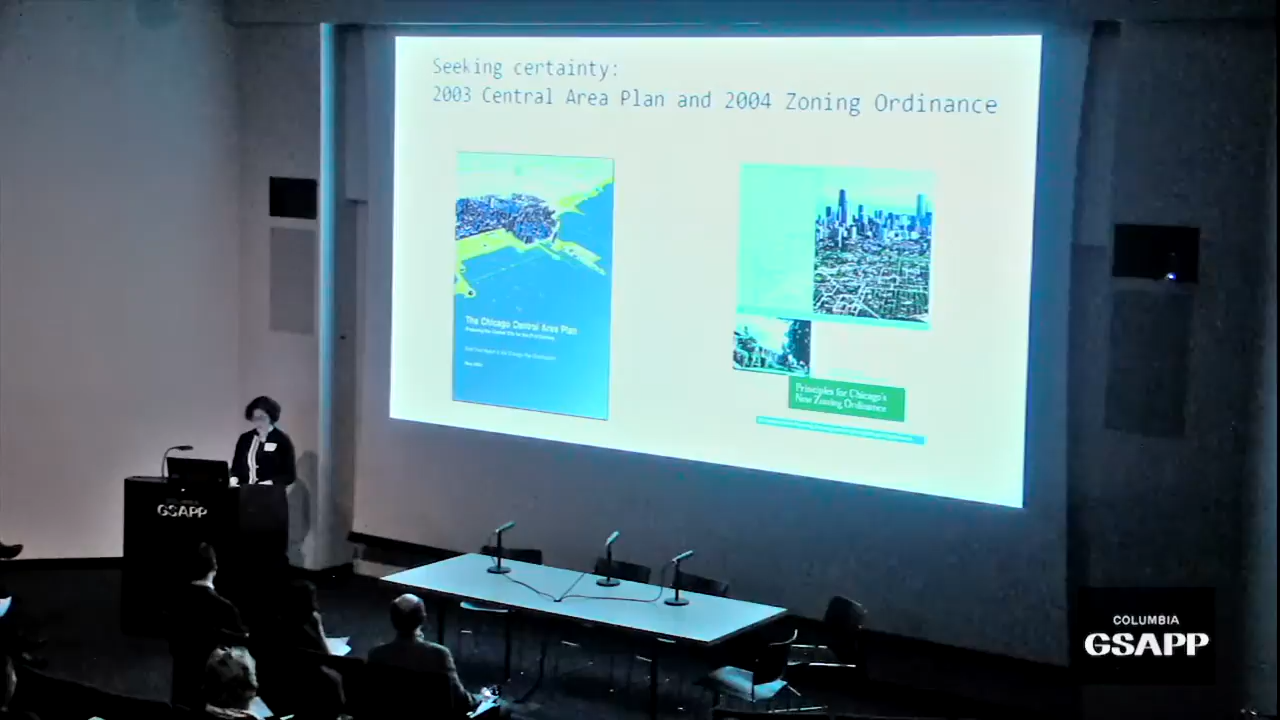 Seeking certainty:
2003 Central Area Plan and 2004 Zoning Ordinance
The Chicago Central Area Plan
Principles for Chicago's
New Zoning Ordinance
GSAPP
COLUMBIA
GSAPP